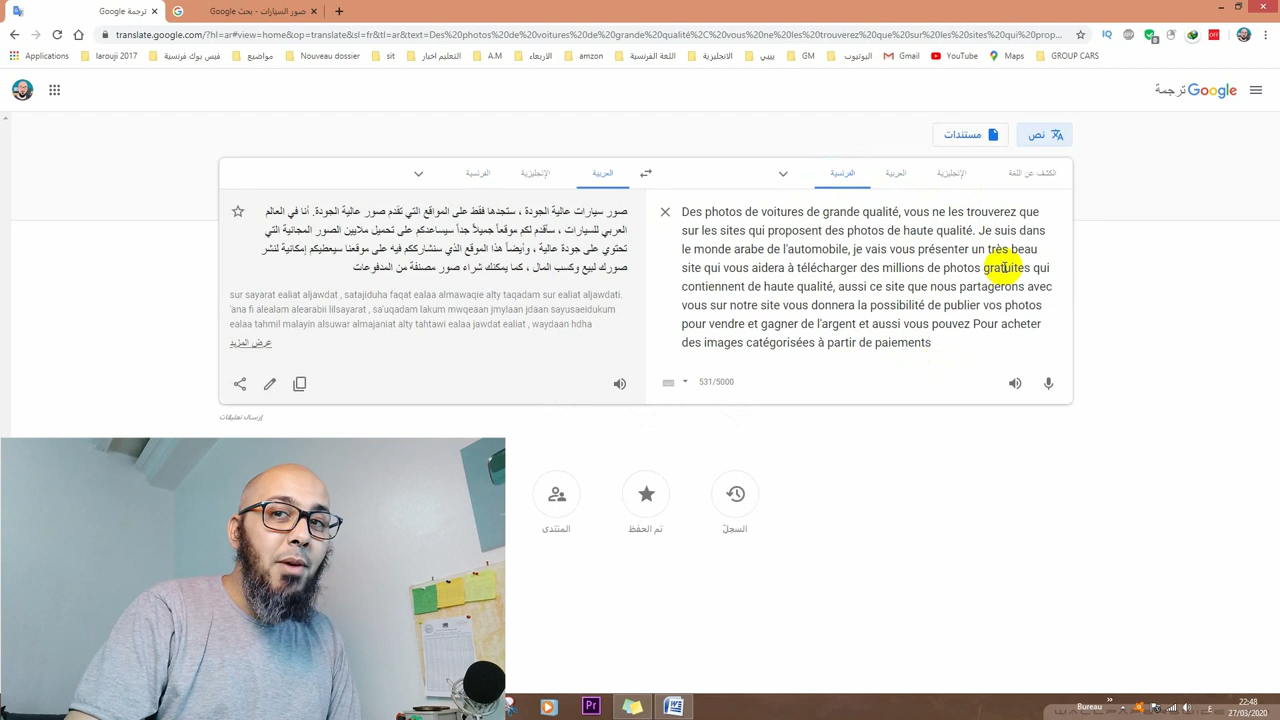 ترجمة Google
صور السيارات - بحث Google
translate.google.com/?hl=ar#view=home&op=translate&sl=fr&tl=ar&text=Des%20photos%20de%20voitures%20de%20grande%20qualité%2C%20vous%20ne%20les%20trouverez%20que%20sur%20les%20sites%20qui%20prop...
IQ
OFF
Applications
larouji 2017
فيس بوك فرنسية
مواضيع
Nouveau dossier
sit
التعليم اخبار
A.M
الاربعاء
amzon
اللغة الفرنسية
الانجليزية
بيبي
GM
اليوتيوب
Gmail
YouTube
Maps
GROUP CARS
ترجمة Google
نص
مستندات
الكشف عن اللغة
الإنجليزية
العربية
الفرنسية
العربية
الإنجليزية
الفرنسية
Des photos de voitures de grande qualité, vous ne les trouverez que
sur les sites qui proposent des photos de haute qualité. Je suis dans
le monde arabe de l'automobile, je vais vous présenter un très beau
site qui vous aidera à télécharger des millions de photos gratuites qui
contiennent de haute qualité, aussi ce site que nous partagerons avec
vous sur notre site vous donnera la possibilité de publier vos photos
pour vendre et gagner de l'argent et aussi vous pouvez Pour acheter
des images catégorisées à partir de paiements
531/5000
صور سيارات عالية الجودة ، ستجدها فقط على المواقع التي تقدم صور عالية الجودة. أنا في العالم
العربي للسيارات ، سأقدم لكم موقعاً جميلاً جداً سيساعدكم على تحميل ملايين الصور المجانية التي
تحتوي على جودة عالية ، وأيضاً هذا الموقع الذي سنشارككم فيه على موقعنا سيعطيكم إمكانية لنشر
صورك لبيع وكسب المال ، كما يمكنك شراء صور مصنفة من المدفوعات
sur sayarat ealiat aljawdat , satajiduha faqat ealaa almawaqie alty taqadam sur ealiat aljawdati.
'ana fi alealam alearabii lilsayarat , sa'uqadam lakum mwqeaan jmylaan jdaan sayusaeidukum
ealaa tahmil malayin alsuwar almajaniat alty tahtawi ealaa jawdat ealiat , waydaan hdha
عرض المزيد
إرسال تعليقات
السجلّ
تم الحفظ
المنتدى
Pr
W
Bureau
ع
22:48
27/03/2020